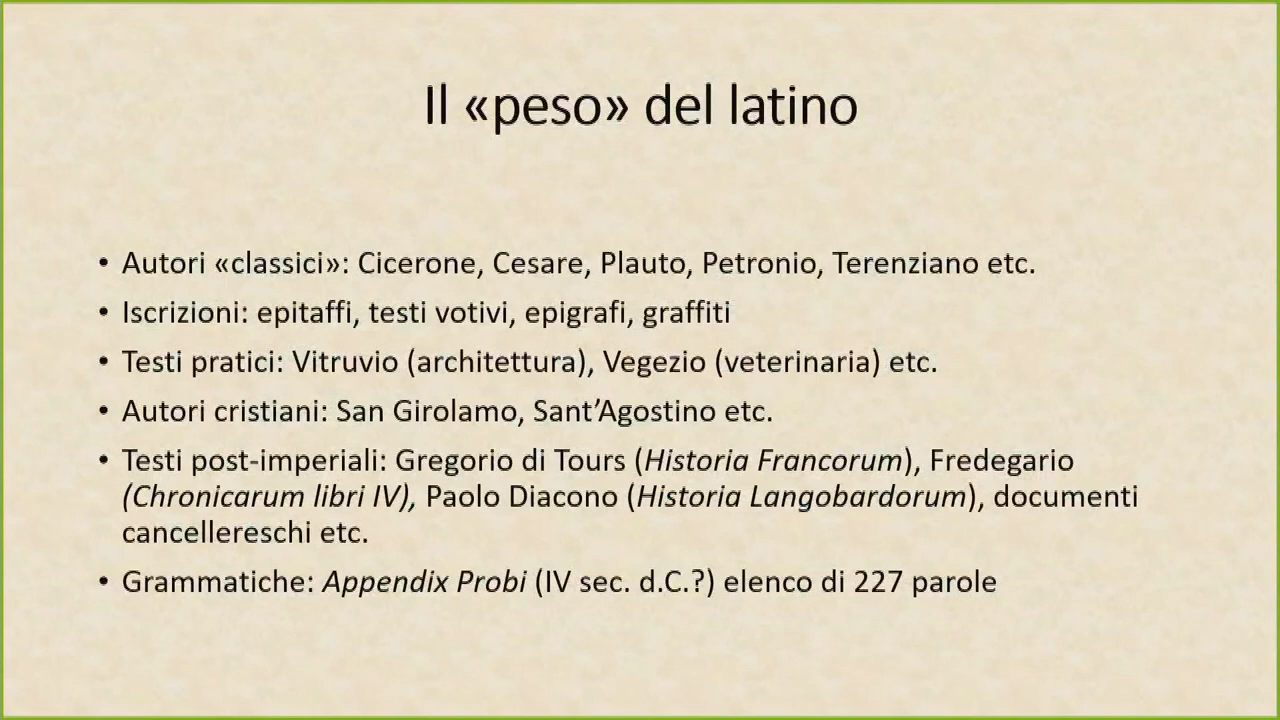 Il «peso» del latino
• Autori «classici»: Cicerone, Cesare, Plauto, Petronio, Terenziano etc.
• Iscrizioni: epitaffi, testi votivi, epigrafi, graffiti
• Testi pratici: Vitruvio (architettura), Vegezio (veterinaria) etc.
• Autori cristiani: San Girolamo, Sant’Agostino etc.
• Testi post-imperiali: Gregorio di Tours (Historia Francorum), Fredegario
(Chronicarum libri IV), Paolo Diacono (Historia Langobardorum), documenti
cancellereschi etc.
• Grammatiche: Appendix Probi (IV sec. d.C.?) elenco di 227 parole